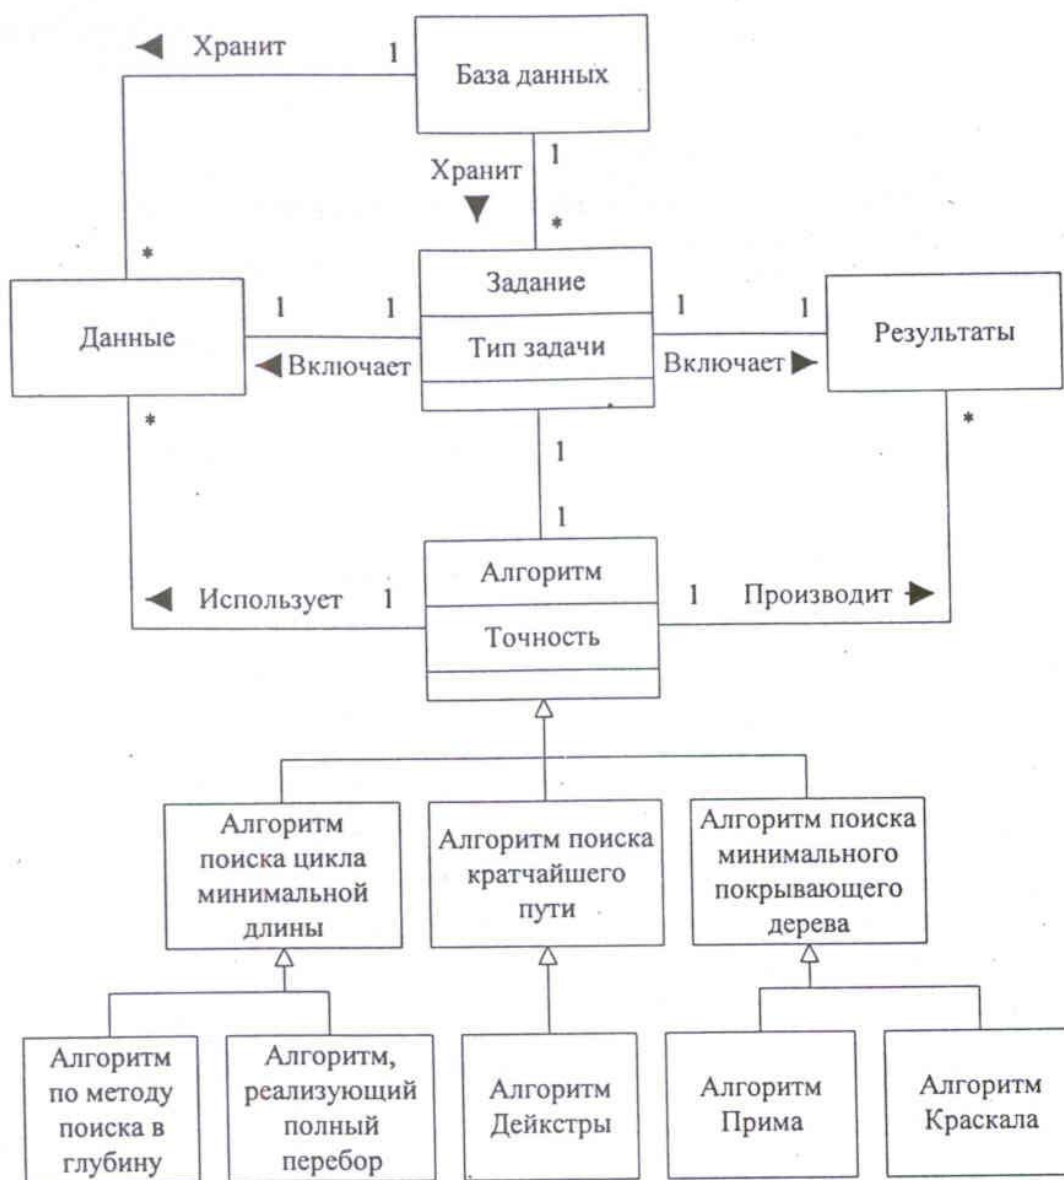 Хранит
1
База данных
1
Хранит
*
*
Данные
1
1
Включает
Задание
Тип задачи
1
1
Включает
Результаты
*
*
1
1
Использует
1
Алгоритм
Точность
1
Производит
Алгоритм
поиска цикла
минимальной
длины
Алгоритм поиска
кратчайшего
пути
Алгоритм поиска
минимального
покрывающего
дерева
Алгоритм
по методу
поиска в
глубину
Алгоритм,
реализующий
полный
перебор
Алгоритм
Дейкстры
Алгоритм
Прима
Алгоритм
Краскала